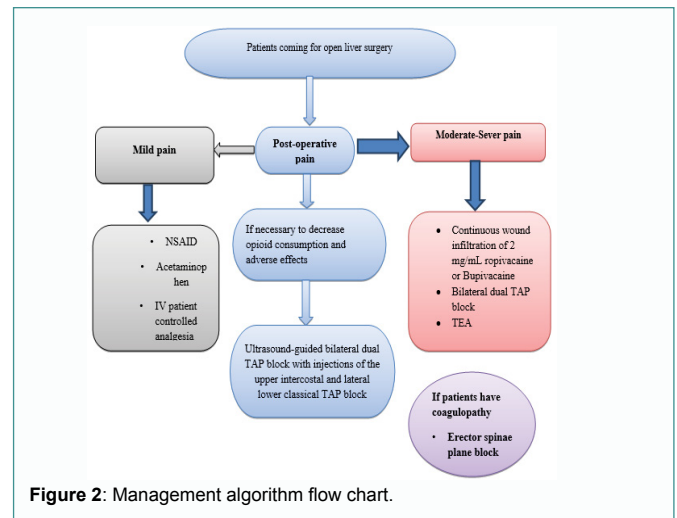 Patients coming for open liver surgery
Mild pain
Post-operative
pain
Moderate-Sever pain
• NSAID
• Acetaminop
hen
• IV patient
controlled
analgesia
If necessary to decrease
opioid consumption and
adverse effects
• Continuous wound
infiltration of 2
mg/mL ropivacaine
or Bupivacaine
• Bilateral dual TAP
block
• TEA
Ultrasound-guided bilateral dual
TAP block with injections of the
upper intercostal and lateral
lower classical TAP block
If patients have
coagulopathy
• Erector spinae
plane block
Figure 2: Management algorithm flow chart.